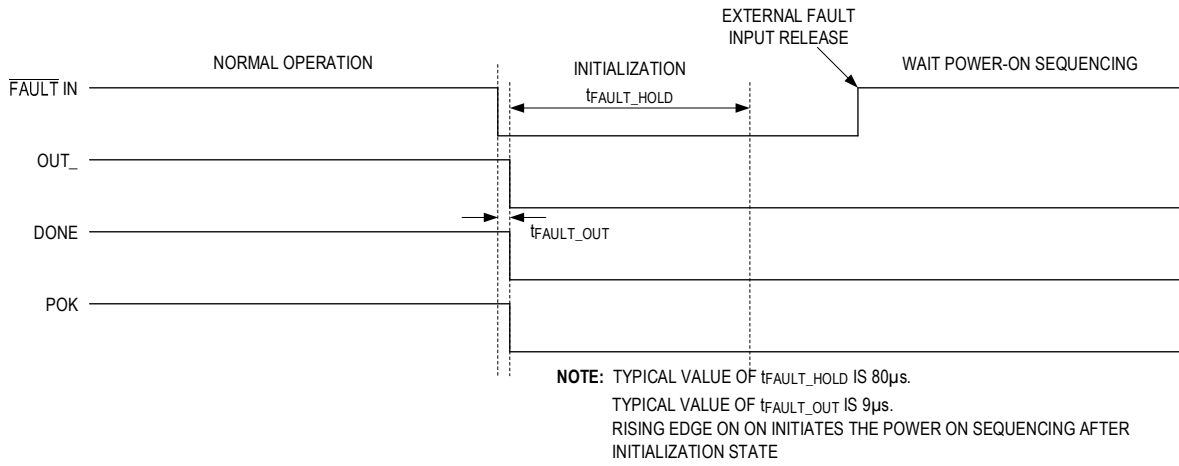 EXTERNAL FAULT
INPUT RELEASE
NORMAL OPERATION
INITIALIZATION
WAIT POWER-ON SEQUENCING
FAULT IN
tFAULT_HOLD
OUT_
tFAULT_OUT
DONE
POK
NOTE: TYPICAL VALUE OF tFAULT_HOLD IS 80µs.
TYPICAL VALUE OF tFAULT_OUT IS 9µs.
RISING EDGE ON ON INITIATES THE POWER ON SEQUENCING AFTER
INITIALIZATION STATE